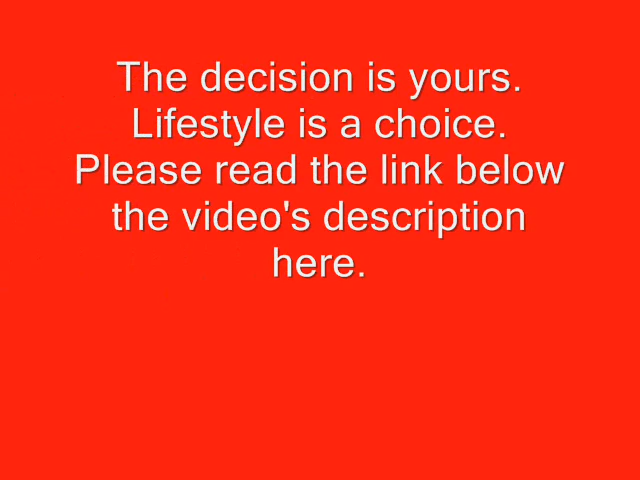 The decision is yours.
Lifestyle is a choice.
Please read the link below
the video's description
here.